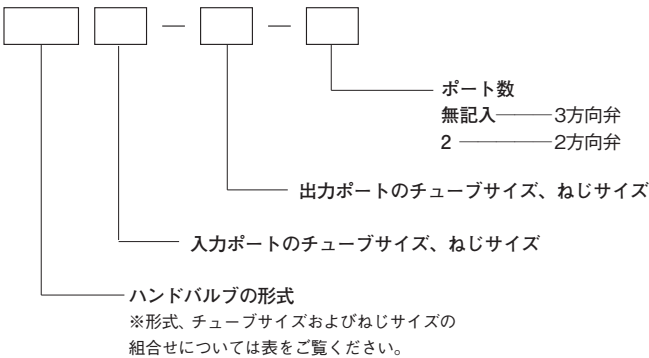 ポート数
無記入―――3方向弁
2 ―――――2方向弁
出力ポートのチューブサイズ、ねじサイズ
入力ポートのチューブサイズ、ねじサイズ
ハンドバルブの形式
※形式、チューブサイズおよびねじサイズの
組合せについては表をご覧ください。